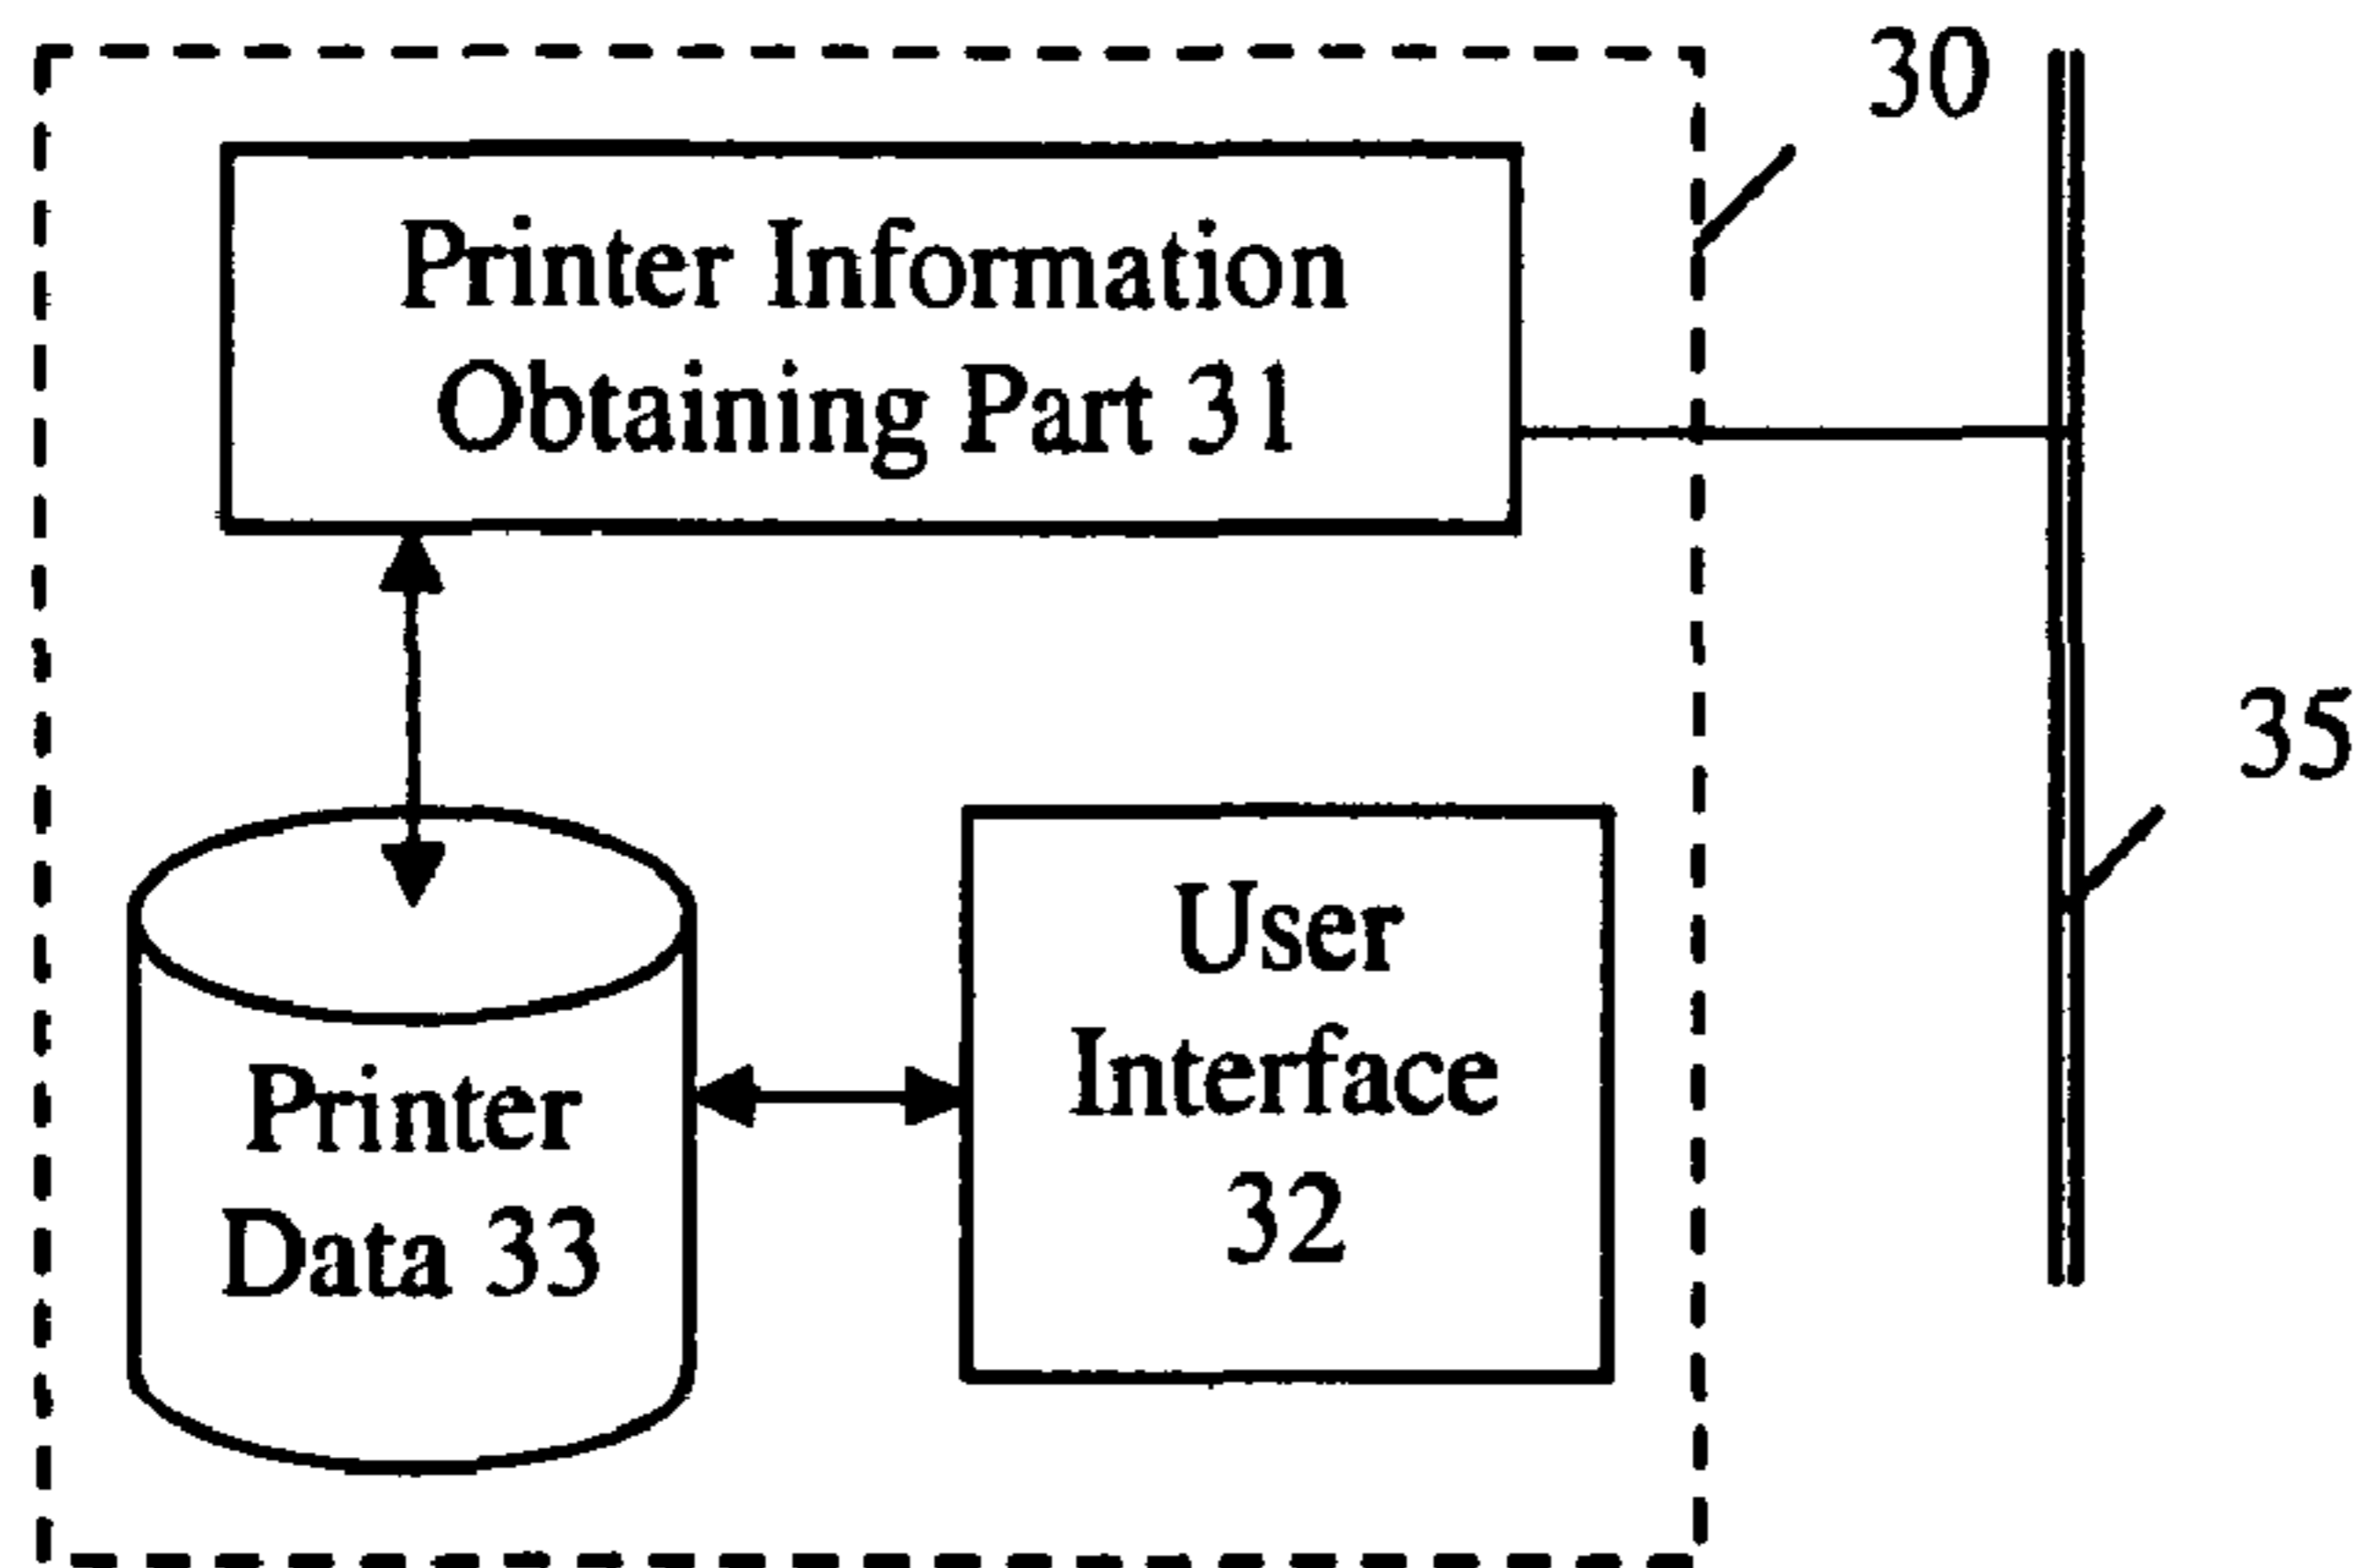 30
Printer Information
Obtaining Part 31
35
User
Interface
32
Printer
Data 33